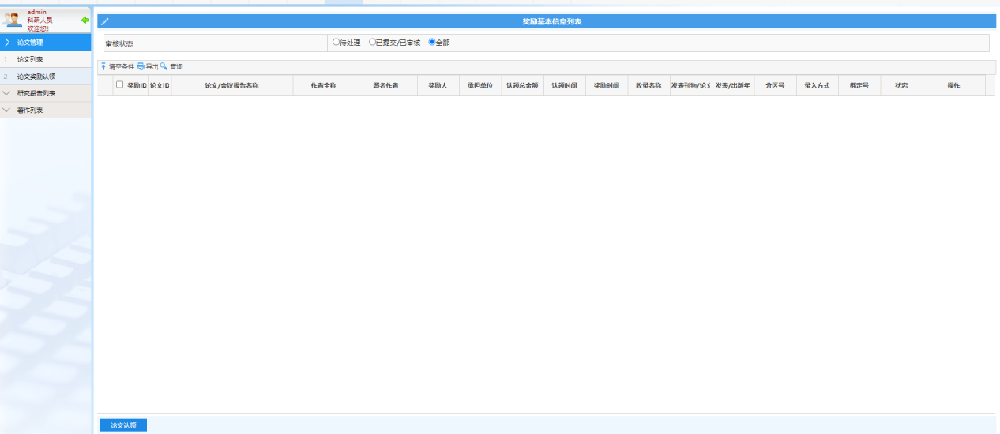 admin
科研人员
欢迎您!
论文管理
1 论文列表
2 论文奖励认领
研究报告列表
著作列表
奖励基本信息列表
审核状态 待处理 已提交/已审核 全部
清空条件 导出 查询
奖励ID 论文ID 论文/会议报告名称 作者全称 署名作者 奖励人 承担单位 认领总金额 认领时间 奖励时间 收录名称 发表刊物/论文 发表/出版年 分区号 录入方式 绑定号 状态 操作
论文认领